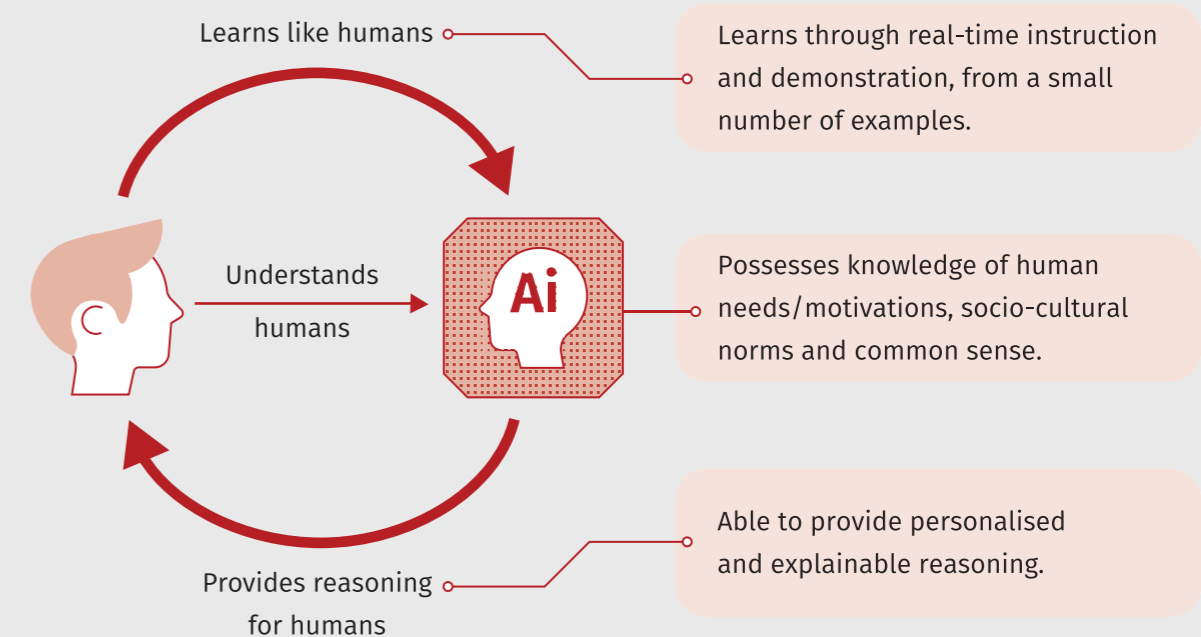 Learns like humans
Learns through real-time instruction
and demonstration, from a small
number of examples.
Understands
humans
Ai
Possesses knowledge of human
needs/motivations, socio-cultural
norms and common sense.
Provides reasoning
for humans
Able to provide personalised
and explainable reasoning.